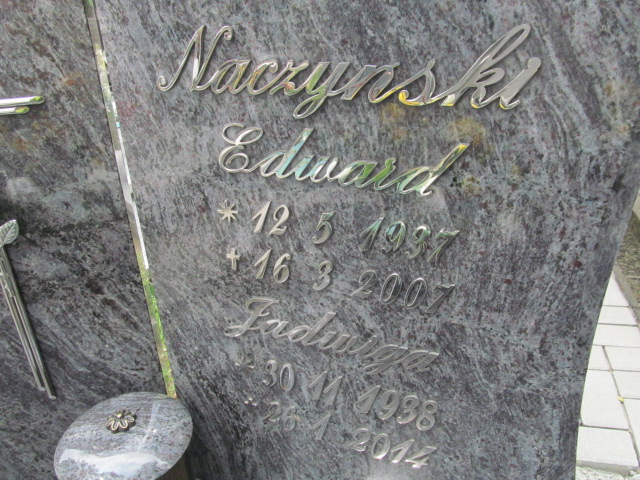 Naczynski
Edward
* 12 5 1937
† 16 3 2007
Jadwiga
* 30 11 1938
† 26 1 2014